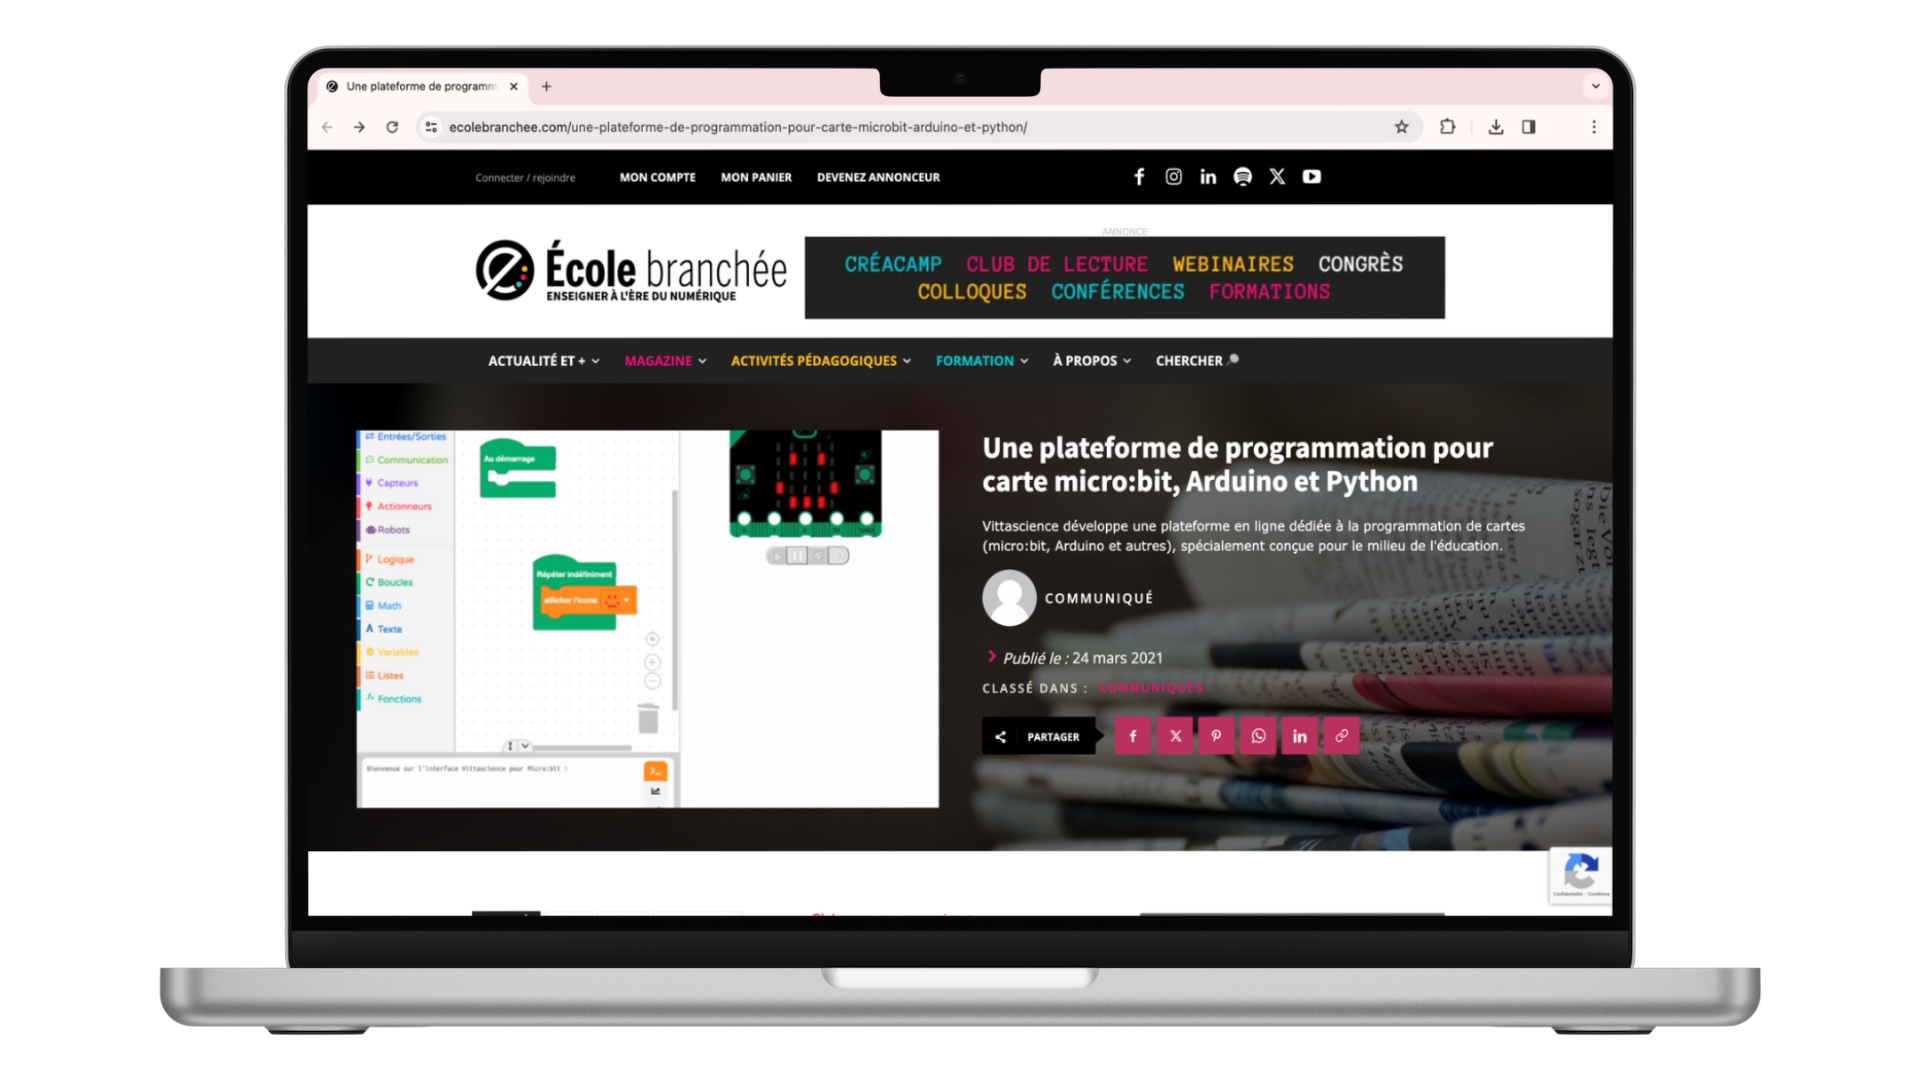 Une plateforme de programm
ecolebranchee.com/une-plateforme-de-programmation-pour-carte-microbit-arduino-et-python/
Connecter / rejoindre
MON COMPTE
MON PANIER
DEVENEZ ANNONCEUR
ANNONCE
École branchée
ENSEIGNER À L'ÈRE DU NUMÉRIQUE
CRÉACAMP CLUB DE LECTURE WEBINAIRES CONGRÈS
COLLOQUES CONFÉRENCES FORMATIONS
ACTUALITÉ ET +
MAGAZINE
ACTIVITÉS PÉDAGOGIQUES
FORMATION
À PROPOS
CHERCHER
Entrées/Sorties
Communication
Capteurs
Actionneurs
Robots
Logique
Boucles
Math
Texte
Variables
Listes
Fonctions
Au démarrage
Répéter indéfiniment
afficher l'icone
Bienvenue sur l'interface Vittascience pour Micro:bit !
Une plateforme de programmation pour
carte micro:bit, Arduino et Python
Vittascience développe une plateforme en ligne dédiée à la programmation de cartes
(micro:bit, Arduino et autres), spécialement conçue pour le milieu de l'éducation.
COMMUNIQUÉ
Publié le : 24 mars 2021
CLASSÉ DANS : COMMUNIQUÉS
PARTAGER
Confidentialité - Conditions